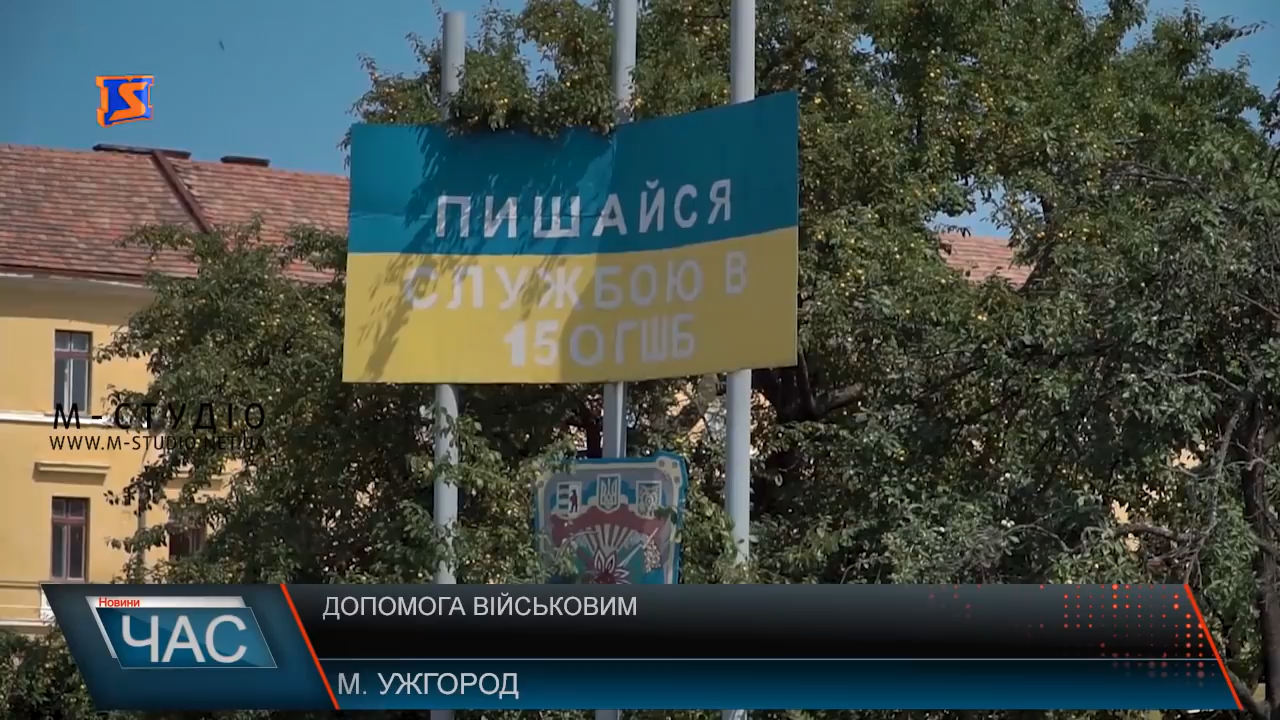 ПИШАЙСЯ
СЛУЖБОЮ В
15 ОГШБ
М-СТУДІО
WWW.M-STUDIO.NET.UA
Новини
ЧАС
ДОПОМОГА ВІЙСЬКОВИМ
М. УЖГОРОД